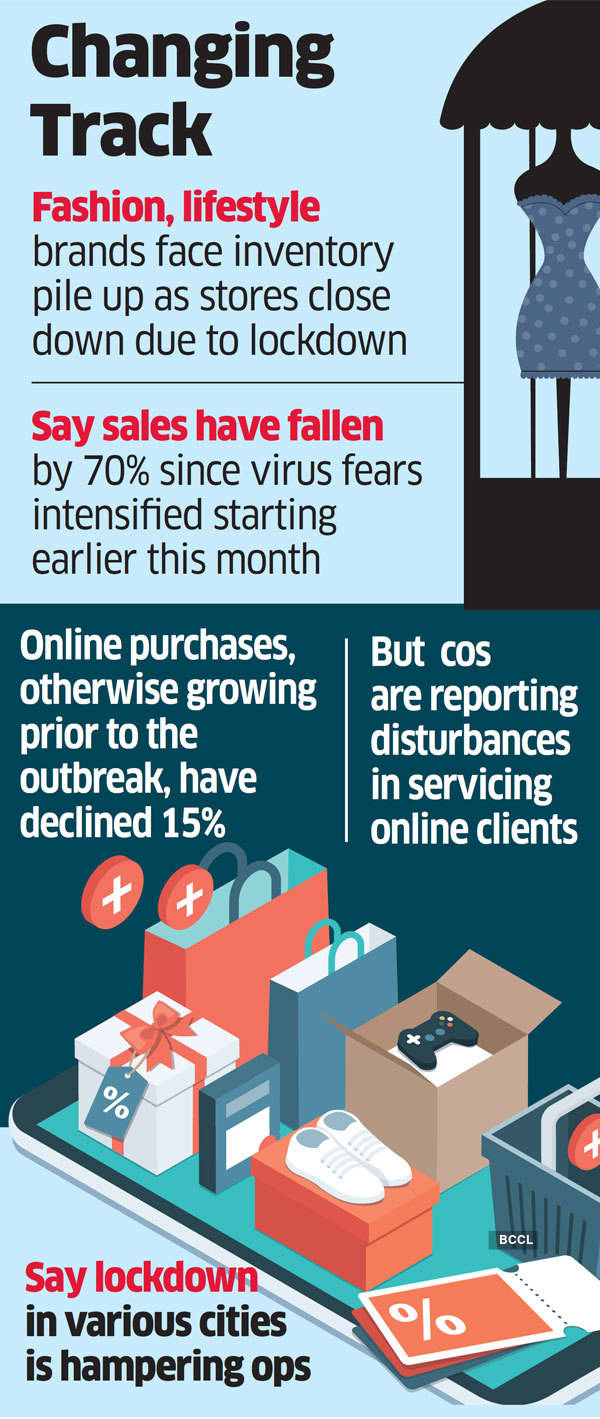 Changing
Track
Fashion, lifestyle
brands face inventory
pile up as stores close
down due to lockdown
Say sales have fallen
by 70% since virus fears
intensified starting
earlier this month
Online purchases,
otherwise growing
prior to the
outbreak, have
declined 15%
But cos
are reporting
disturbances
in servicing
online clients
%
BCCL
%
Say lockdown
in various cities
is hampering ops